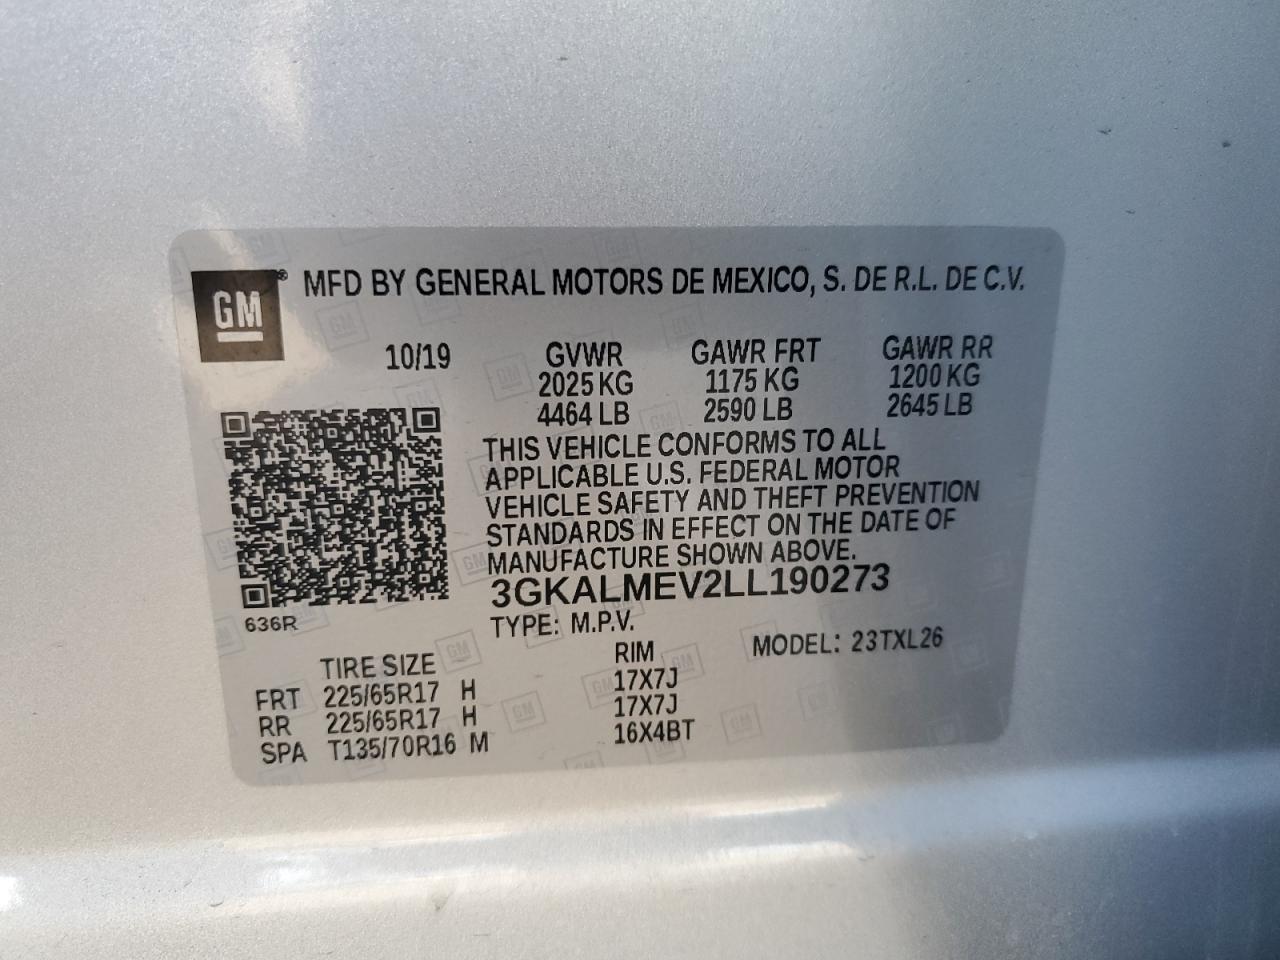 GM® MFD BY GENERAL MOTORS DE MEXICO, S. DE R.L. DE C.V.
10/19 GVWR GAWR FRT GAWR RR
2025 KG 1175 KG 1200 KG
4464 LB 2590 LB 2645 LB
THIS VEHICLE CONFORMS TO ALL
APPLICABLE U.S. FEDERAL MOTOR
VEHICLE SAFETY AND THEFT PREVENTION
STANDARDS IN EFFECT ON THE DATE OF
MANUFACTURE SHOWN ABOVE.
3GKALMEV2LL190273
636R
TYPE: M.P.V. MODEL: 23TXL26
TIRE SIZE RIM
FRT 225/65R17 H 17X7J
RR 225/65R17 H 17X7J
SPA T135/70R16 M 16X4BT